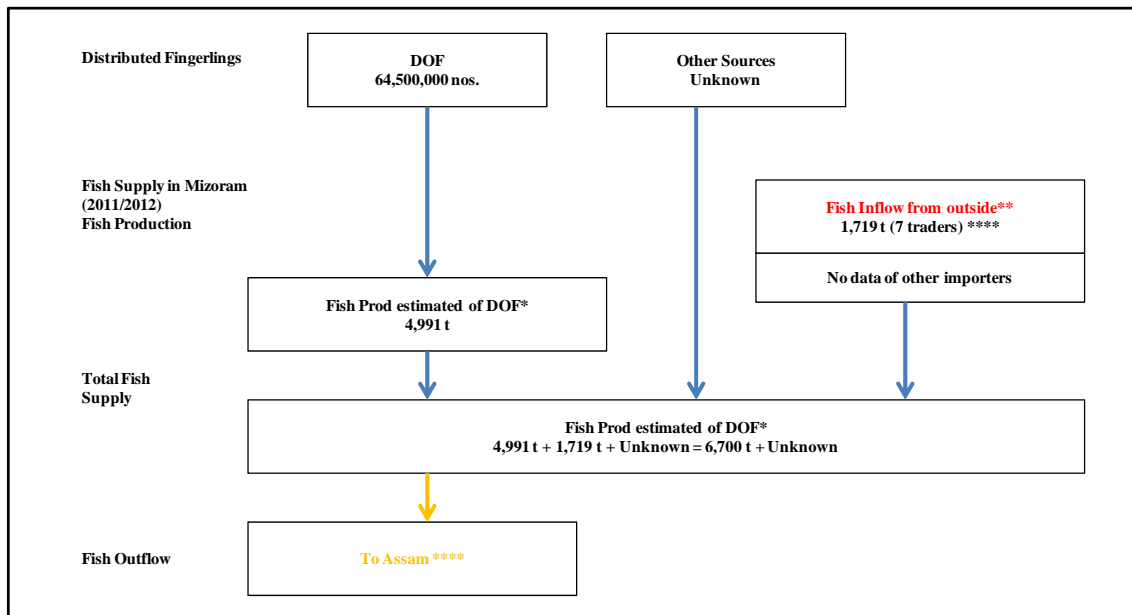 Distributed Fingerlings
DOF
64,500,000 nos.
Other Sources
Unknown
Fish Supply in Mizoram
(2011/2012)
Fish Production
Fish Inflow from outside**
1,719 t (7 traders) ****
No data of other importers
Fish Prod estimated of DOF*
4,991 t
Total Fish
Supply
Fish Prod estimated of DOF*
4,991 t + 1,719 t + Unknown = 6,700 t + Unknown
Fish Outflow
To Assam ****